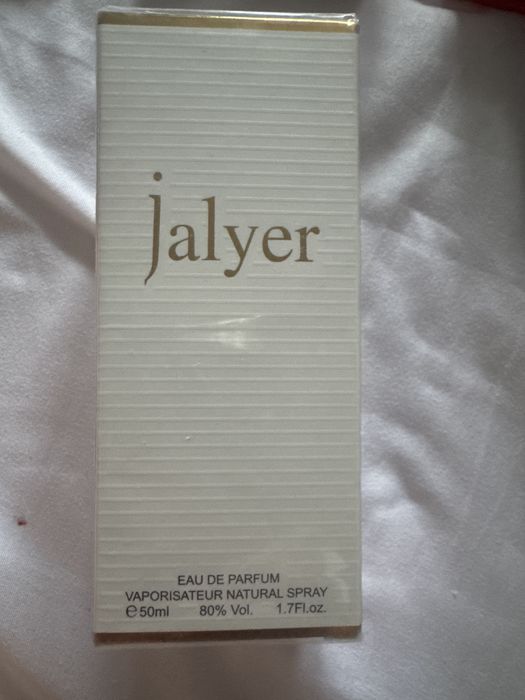 jalyer
EAU DE PARFUM
VAPORISATEUR NATURAL SPRAY
℮50ml 80% Vol. 1.7Fl.oz.